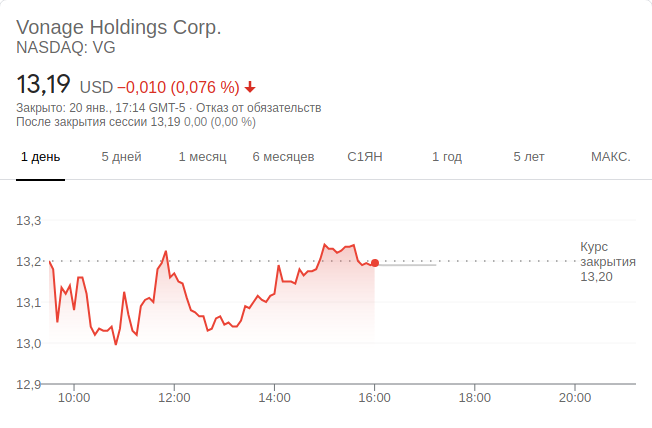 Vonage Holdings Corp.
NASDAQ: VG
13,19 USD −0,010 (0,076 %)
Закрыто: 20 янв., 17:14 GMT-5 · Отказ от обязательств
После закрытия сессии 13,19 0,00 (0,00 %)
1 день 5 дней 1 месяц 6 месяцев С1ЯН 1 год 5 лет МАКС.
13,3
13,2
13,1
13,0
12,9
Курс
закрытия
13,20
10:00 12:00 14:00 16:00 18:00 20:00